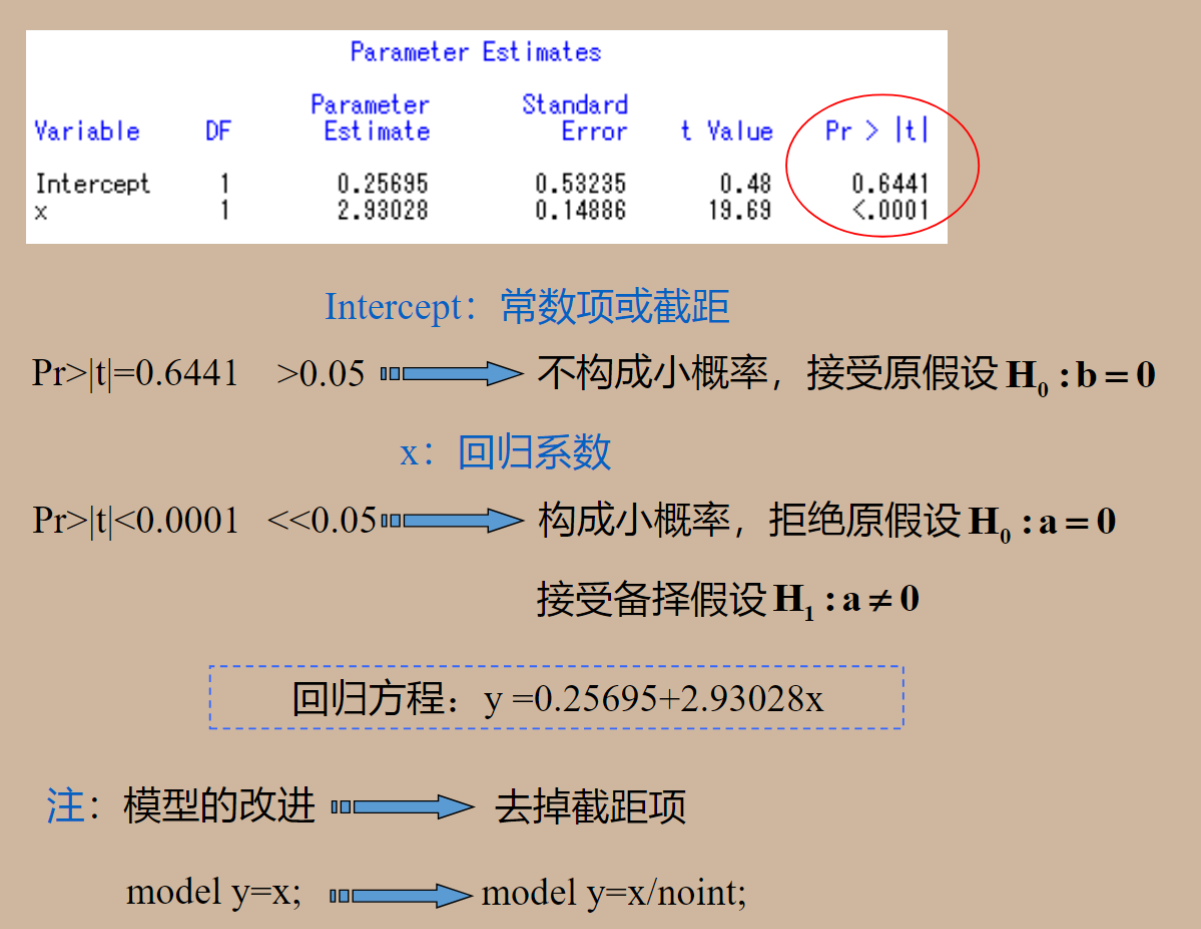 Parameter Estimates
Parameter Standard
Variable DF Estimate Error t Value Pr > |t|
Intercept 1 0.25695 0.53235 0.48 0.6441
x 1 2.93028 0.14886 19.69 <.0001
Intercept：常数项或截距
Pr>|t|=0.6441 >0.05 不构成小概率，接受原假设 H₀ : b = 0
x：回归系数
Pr>|t|<0.0001 <<0.05 构成小概率，拒绝原假设 H₀ : a = 0
接受备择假设 H₁ : a ≠ 0
回归方程：y =0.25695+2.93028x
注：模型的改进 去掉截距项
model y=x; model y=x/noint;